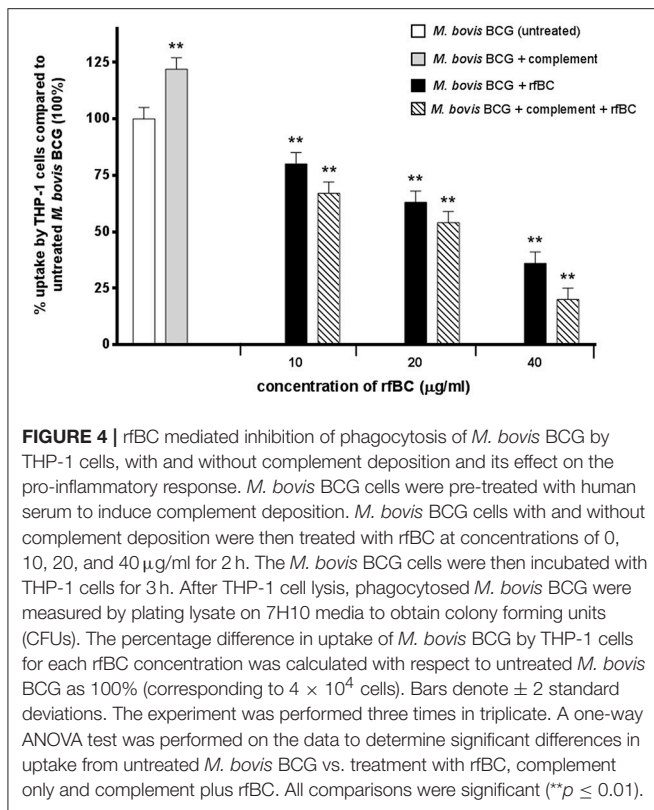 M. bovis BCG (untreated)
M. bovis BCG + complement
M. bovis BCG + rfBC
M. bovis BCG + complement + rfBC
% uptake by THP-1 cells compared to
untreated M. bovis BCG (100%)
125
100
75
50
25
0
**
**
**
**
**
**
**
10
20
40
concentration of rfBC (µg/ml)
FIGURE 4 | rfBC mediated inhibition of phagocytosis of M. bovis BCG by
THP-1 cells, with and without complement deposition and its effect on the
pro-inflammatory response. M. bovis BCG cells were pre-treated with human
serum to induce complement deposition. M. bovis BCG cells with and without
complement deposition were then treated with rfBC at concentrations of 0,
10, 20, and 40 µg/ml for 2 h. The M. bovis BCG cells were then incubated with
THP-1 cells for 3 h. After THP-1 cell lysis, phagocytosed M. bovis BCG were
measured by plating lysate on 7H10 media to obtain colony forming units
(CFUs). The percentage difference in uptake of M. bovis BCG by THP-1 cells
for each rfBC concentration was calculated with respect to untreated M. bovis
BCG as 100% (corresponding to 4 × 10⁴ cells). Bars denote ± 2 standard
deviations. The experiment was performed three times in triplicate. A one-way
ANOVA test was performed on the data to determine significant differences in
uptake from untreated M. bovis BCG vs. treatment with rfBC, complement
only and complement plus rfBC. All comparisons were significant (**p ≤ 0.01).